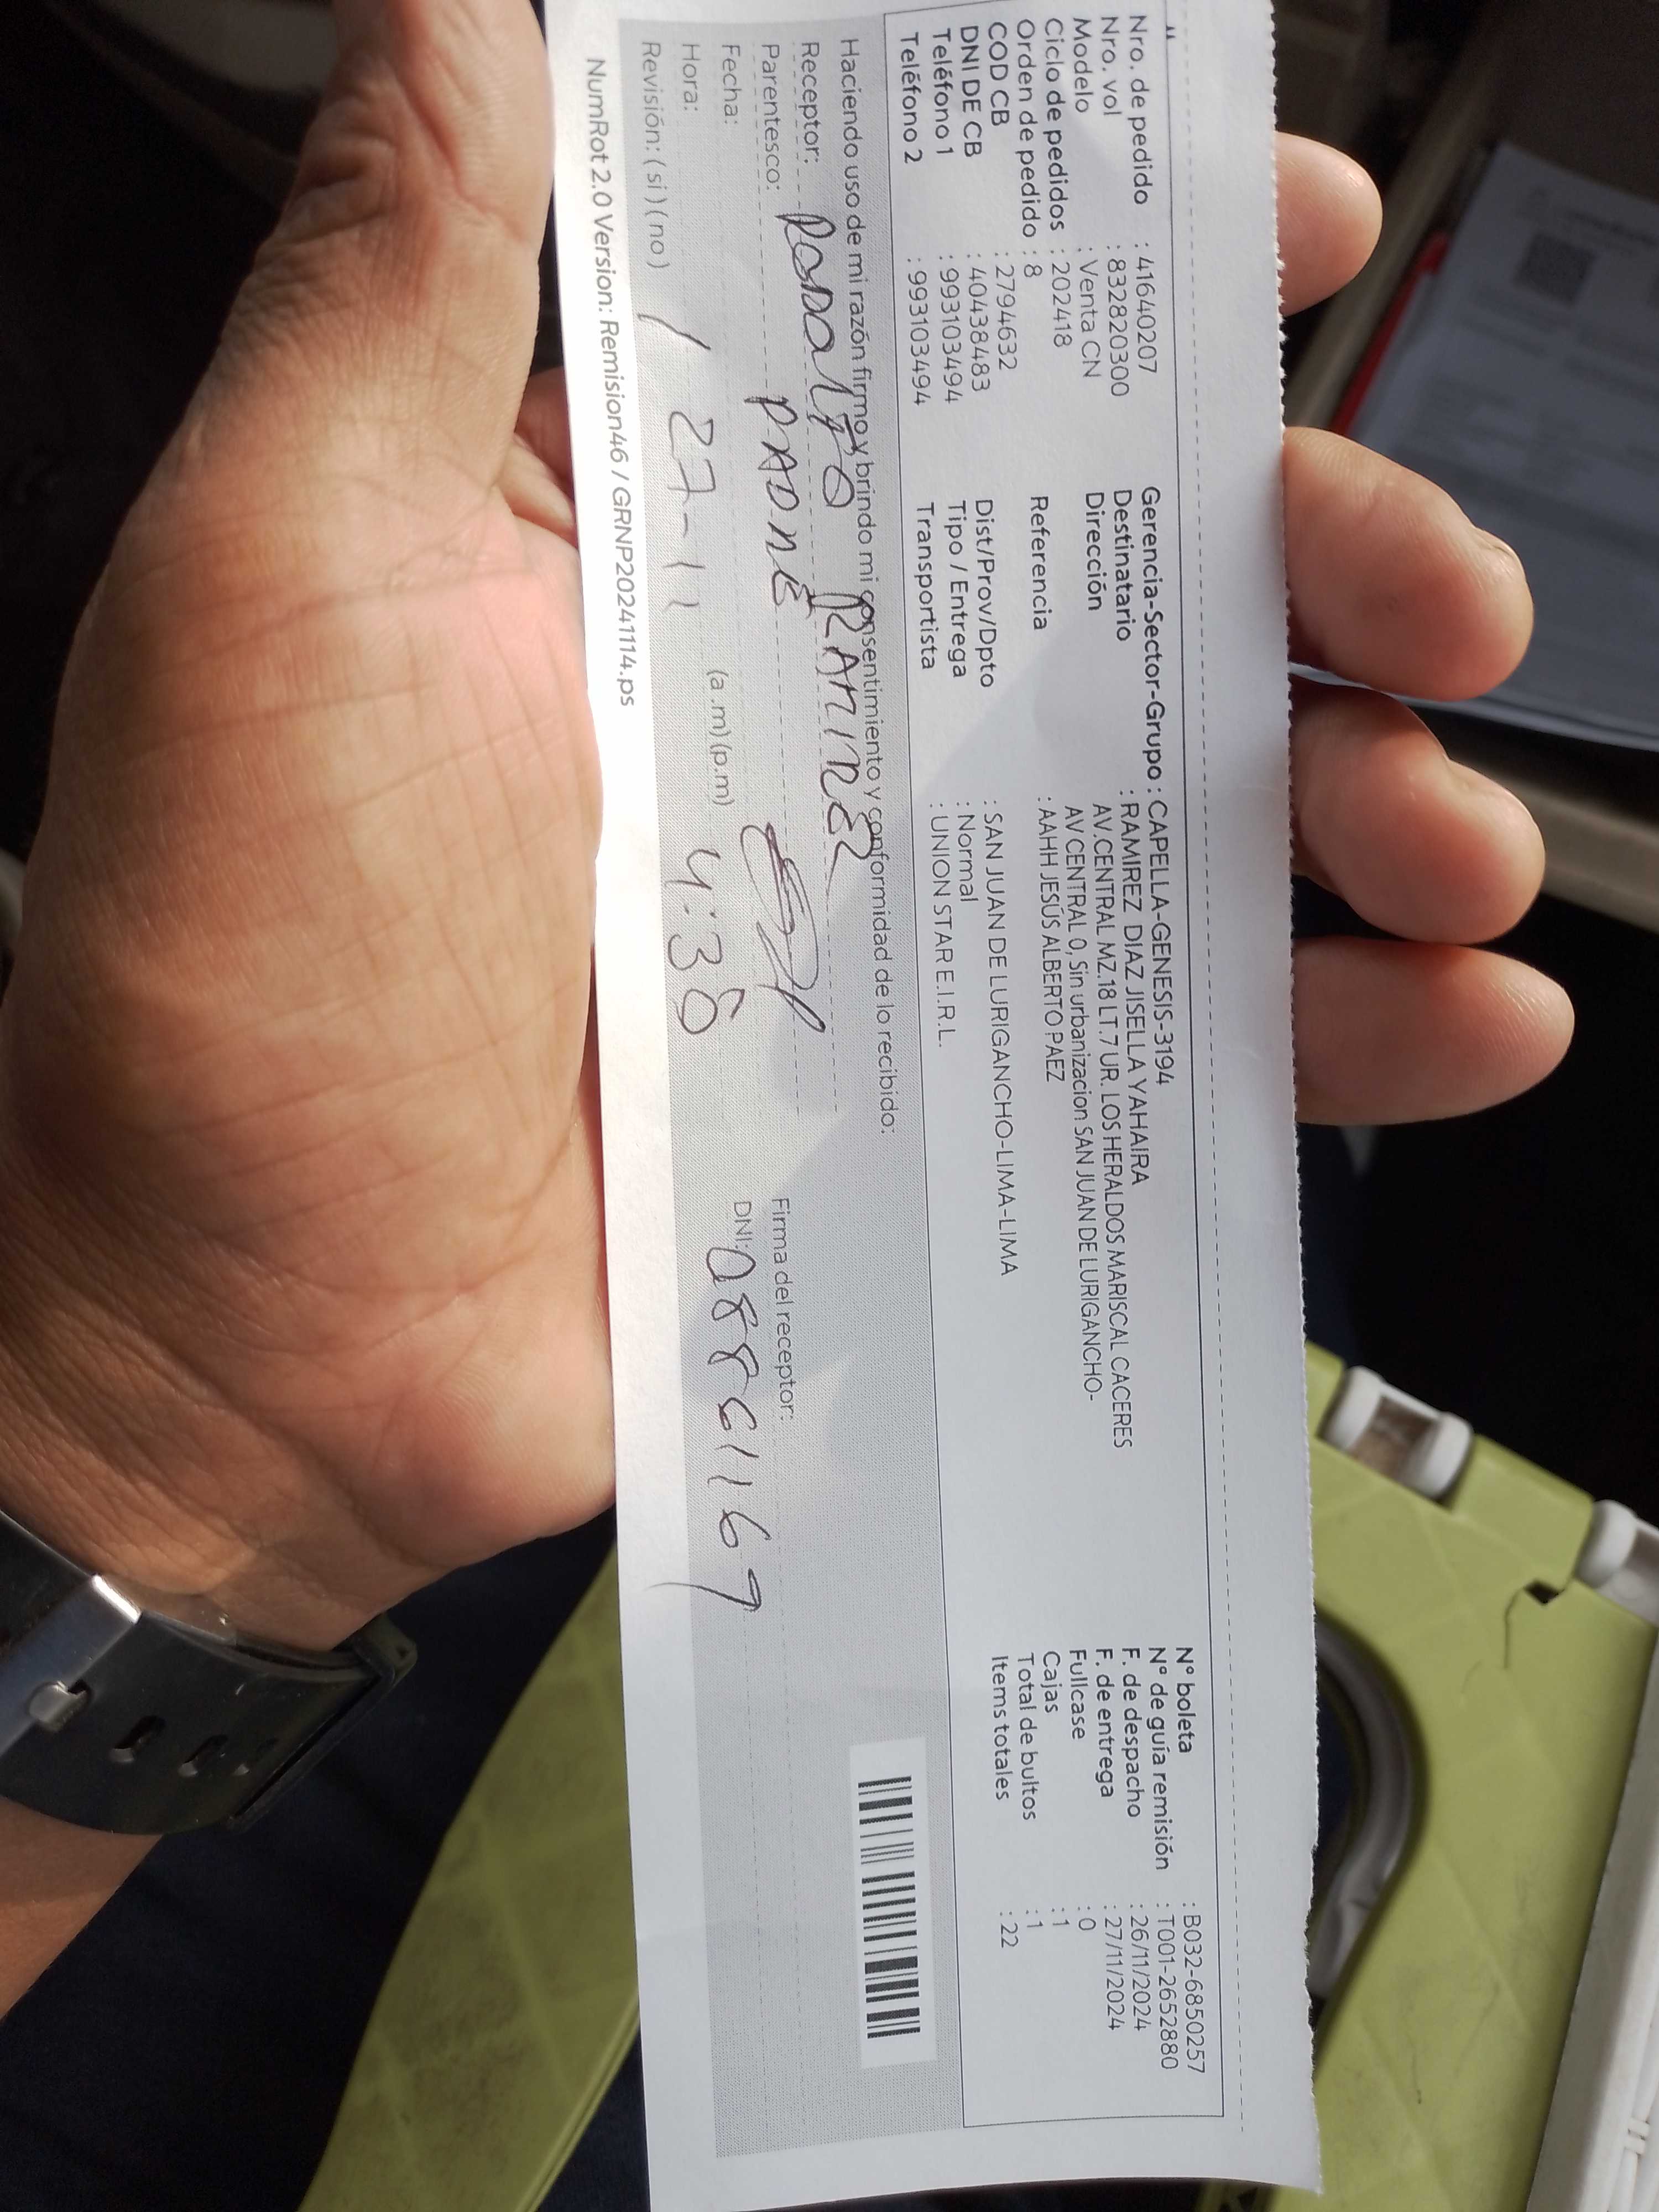 Nro. de pedido : 416402​07
Nro. vol : 832820300
Modelo : Venta CN
Ciclo de pedidos : 202418
Orden de pedido : 8
COD CB : 2794632
DNI DE CB : 40438483
Teléfono 1 : 993103494
Teléfono 2 : 993103494
Gerencia-Sector-Grupo : CAPELLA-GENESIS-3194
Destinatario : RAMIREZ DIAZ JISELLA YAHAIRA
Dirección AV.CENTRAL MZ.18 LT.7 UR. LOS HERALDOS MARISCAL CACERES
AV CENTRAL 0, Sin urbanizacion SAN JUAN DE LURIGANCHO-
Referencia : AAHH JESÚS ALBERTO PAEZ
Dist/Prov/Dpto : SAN JUAN DE LURIGANCHO-LIMA-LIMA
Tipo / Entrega : Normal
Transportista : UNION STAR E.I.R.L.
N° boleta : B032-6850257
N° de guía remisión : T001-2652880
F. de despacho : 26/11/2024
F. de entrega : 27/11/2024
Fullcase : 0
Cajas : 1
Total de bultos : 1
Items totales : 22
Haciendo uso de mi razón firmo y brindo mi consentimiento y conformidad de lo recibido:
Receptor: RAMIREZ
Parentesco: PADRE
Firma del receptor:
Fecha: 27-11
DNI:
Hora: (a.m)(p.m) 4:38
Revisión: (si)(no)
NumRot 2.0 Version: Remision46 / GRNP20241114.ps